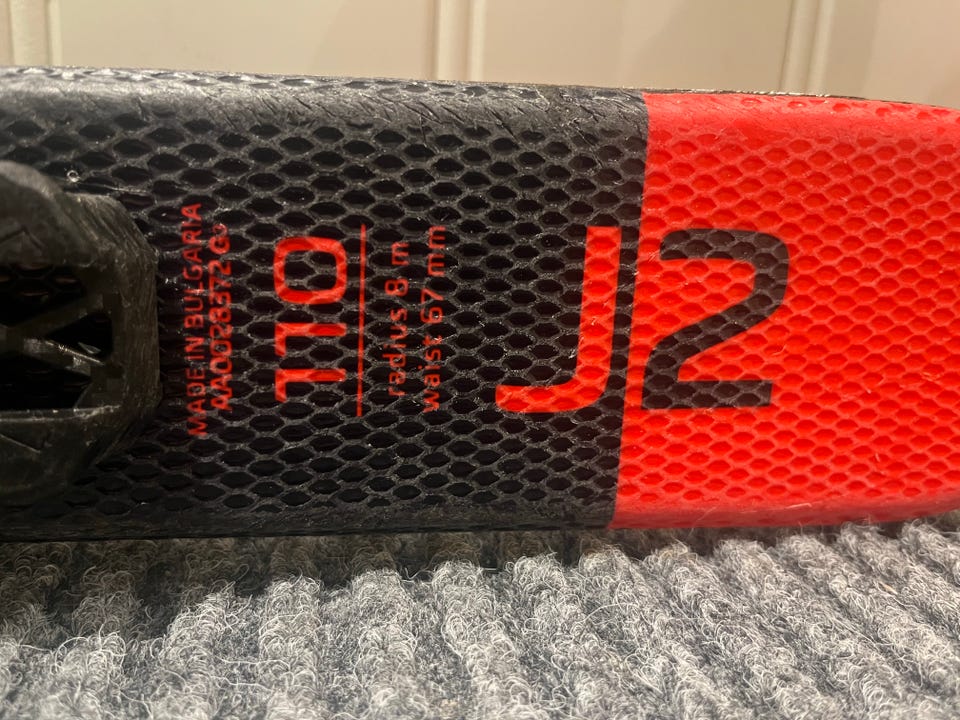 MADE IN BULGARIA
110
radius 8 m
waist 67 mm
J2